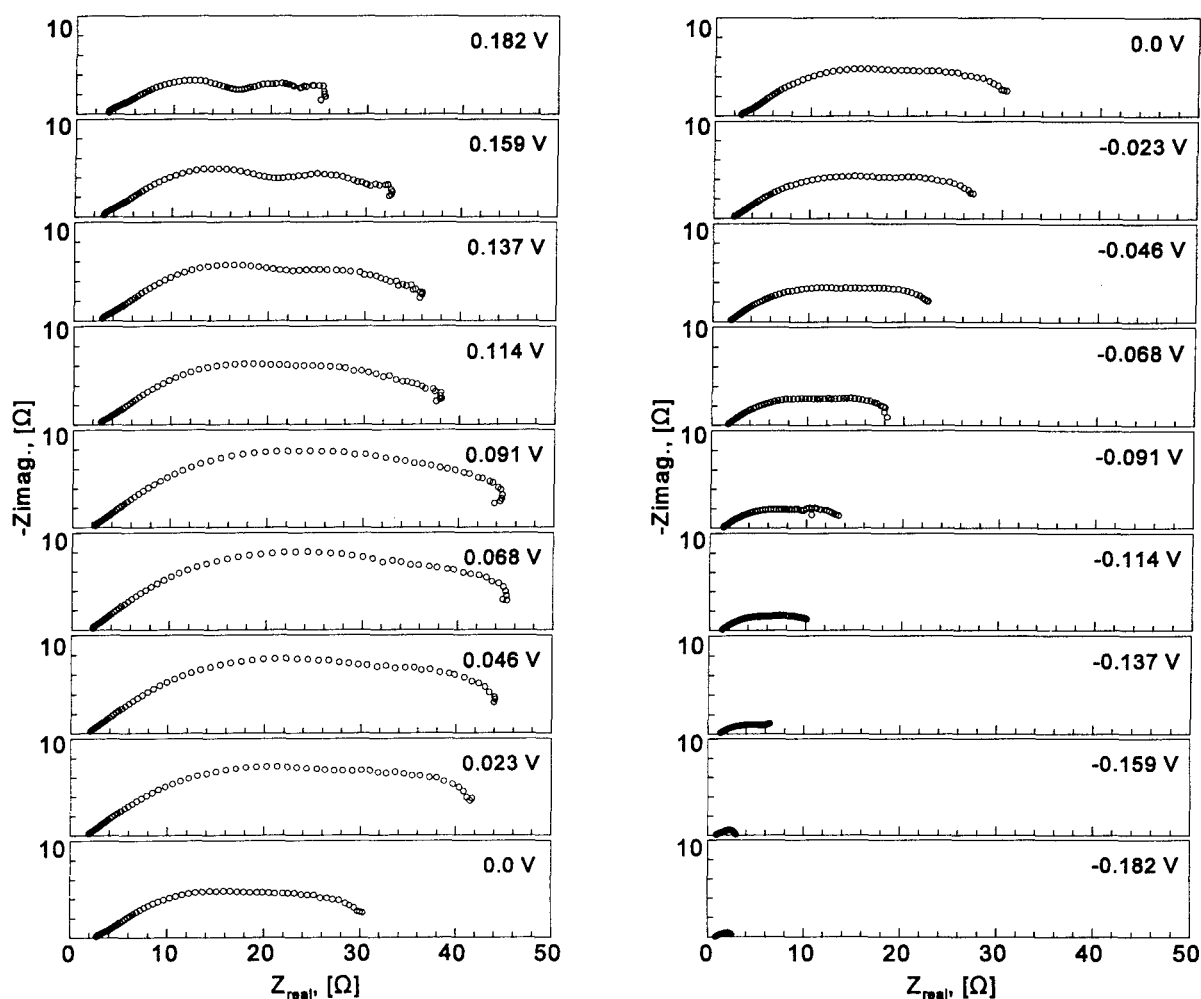 10
0.182 V
10
0.159 V
10
0.137 V
10
0.114 V
10
0.091 V
10
0.068 V
10
0.046 V
10
0.023 V
10
0.0 V
-Zimag., [Ω]
0 10 20 30 40 50
Zreal, [Ω]
10
0.0 V
10
-0.023 V
10
-0.046 V
10
-0.068 V
10
-0.091 V
10
-0.114 V
10
-0.137 V
10
-0.159 V
10
-0.182 V
-Zimag., [Ω]
0 10 20 30 40 50
Zreal, [Ω]